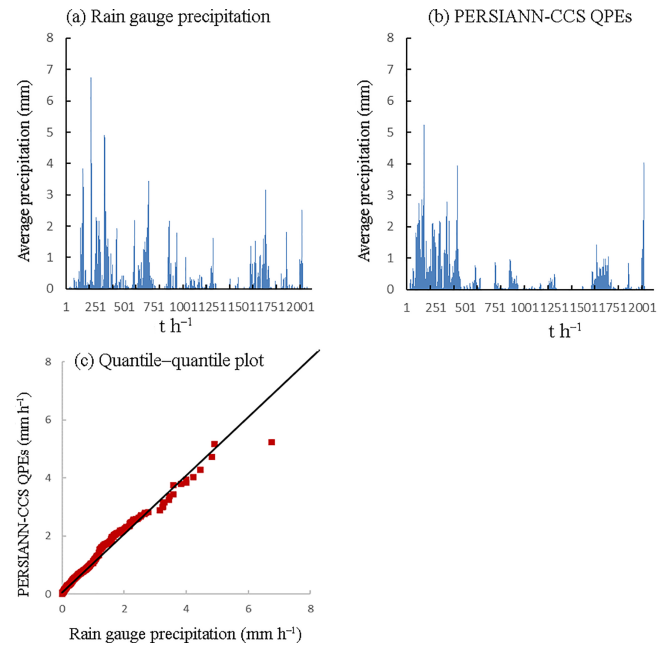 (a) Rain gauge precipitation
(b) PERSIANN-CCS QPEs
8
7
6
5
4
3
2
1
0
Average precipitation (mm)
1 251 501 751 1001 1251 1501 1751 2001
t h⁻¹
8
7
6
5
4
3
2
1
0
Average precipitation (mm)
1 251 501 751 1001 1251 1501 1751 2001
t h⁻¹
(c) Quantile–quantile plot
8
6
4
2
0
PERSIANN-CCS QPEs (mm h⁻¹)
0 2 4 6 8
Rain gauge precipitation (mm h⁻¹)